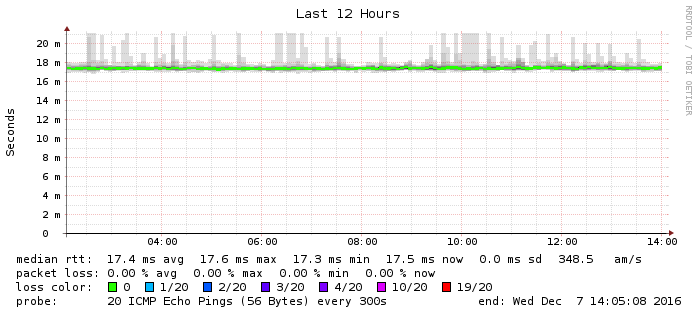 Last 12 Hours
RRDTOOL / TOBI OETIKER
Seconds
20 m
18 m
16 m
14 m
12 m
10 m
8 m
6 m
4 m
2 m
0
04:00 06:00 08:00 10:00 12:00 14:00
median rtt: 17.4 ms avg 17.6 ms max 17.3 ms min 17.5 ms now 0.0 ms sd 348.5 am/s
packet loss: 0.00 % avg 0.00 % max 0.00 % min 0.00 % now
loss color: 0 1/20 2/20 3/20 4/20 10/20 19/20
probe: 20 ICMP Echo Pings (56 Bytes) every 300s end: Wed Dec 7 14:05:08 2016